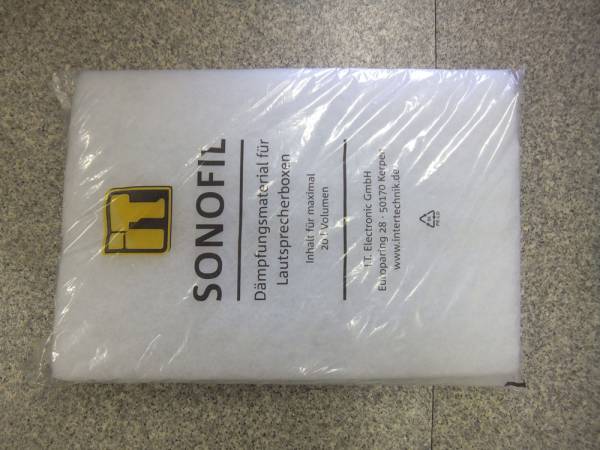 iT
SONOFIL
Dämpfungsmaterial für
Lautsprecherboxen
Inhalt für maximal
20 l Volumen
I.T. Electronic GmbH
Europaring 28 - 50170 Kerpen
www.intertechnik.de